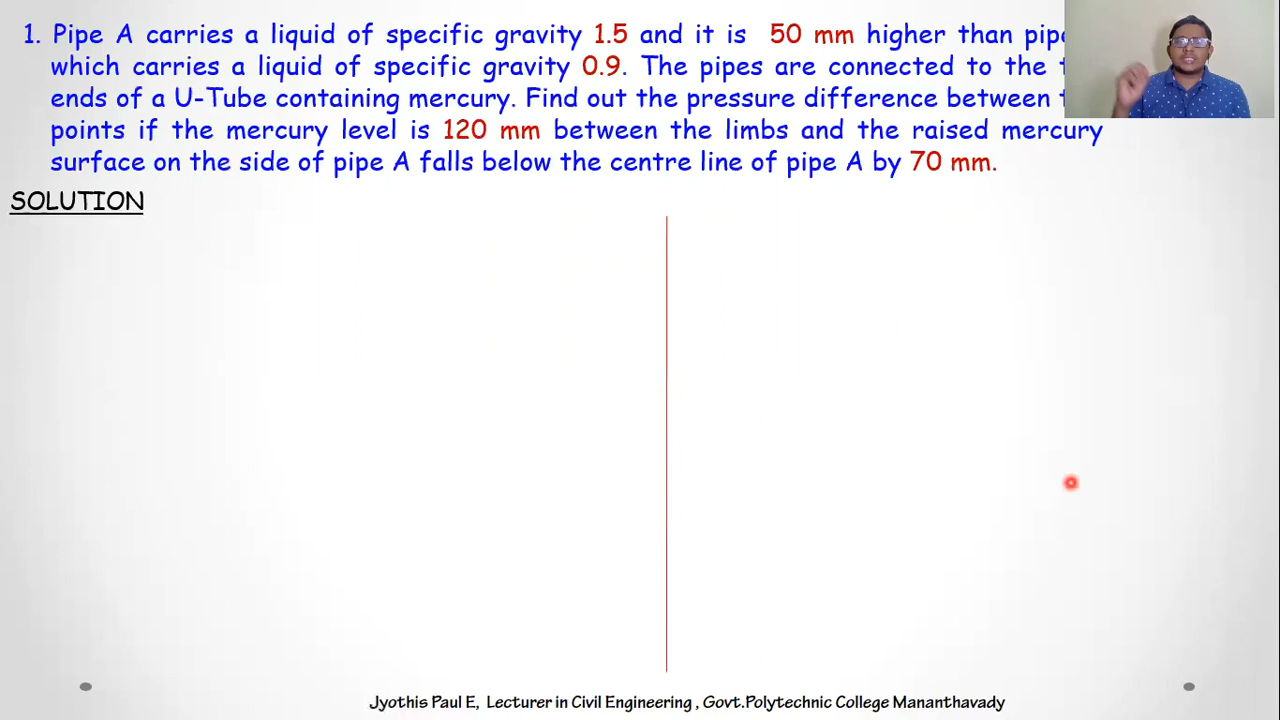 1. Pipe A carries a liquid of specific gravity 1.5 and it is 50 mm higher than
which carries a liquid of specific gravity 0.9. The pipes are connected to the
ends of a U-Tube containing mercury. Find out the pressure difference between
points if the mercury level is 120 mm between the limbs and the raised mercury
surface on the side of pipe A falls below the centre line of pipe A by 70 mm.
SOLUTION
Jyothis Paul E, Lecturer in Civil Engineering , Govt.Polytechnic College Mananthavady